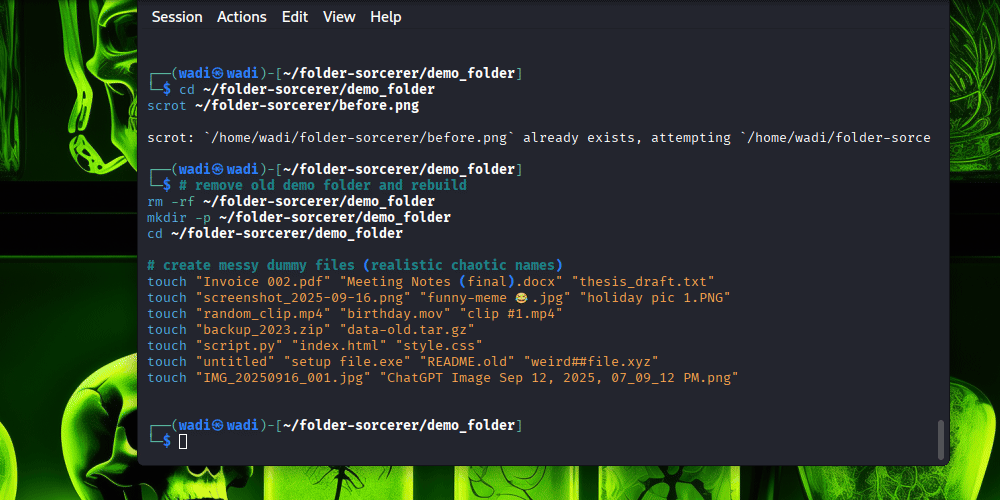 Session Actions Edit View Help
┌──(wadi㉿wadi)-[~/folder-sorcerer/demo_folder]
└─$ cd ~/folder-sorcerer/demo_folder
scrot ~/folder-sorcerer/before.png
scrot: `/home/wadi/folder-sorcerer/before.png` already exists, attempting `/home/wadi/folder-sorce
┌──(wadi㉿wadi)-[~/folder-sorcerer/demo_folder]
└─$ # remove old demo folder and rebuild
rm -rf ~/folder-sorcerer/demo_folder
mkdir -p ~/folder-sorcerer/demo_folder
cd ~/folder-sorcerer/demo_folder
# create messy dummy files (realistic chaotic names)
touch "Invoice 002.pdf" "Meeting Notes (final).docx" "thesis_draft.txt"
touch "screenshot_2025-09-16.png" "funny-meme 😂.jpg" "holiday pic 1.PNG"
touch "random_clip.mp4" "birthday.mov" "clip #1.mp4"
touch "backup_2023.zip" "data-old.tar.gz"
touch "script.py" "index.html" "style.css"
touch "untitled" "setup file.exe" "README.old" "weird##file.xyz"
touch "IMG_20250916_001.jpg" "ChatGPT Image Sep 12, 2025, 07_09_12 PM.png"
┌──(wadi㉿wadi)-[~/folder-sorcerer/demo_folder]
└─$